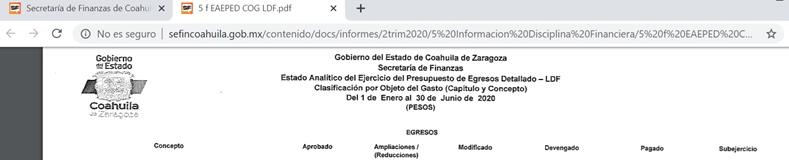 Secretaría de Finanzas de Coahuil
5 f EAEPED COG LDF.pdf
No es seguro | sefincoahuila.gob.mx/contenido/docs/informes/2trim2020/5%20Informacion%20Disciplina%20Financiera/5%20f%20EAEPED%20C...
Gobierno
de Estado
Coahuila
de Zaragoza
Gobierno del Estado de Coahuila de Zaragoza
Secretaría de Finanzas
Estado Analítico del Ejercicio del Presupuesto de Egresos Detallado – LDF
Clasificación por Objeto del Gasto (Capítulo y Concepto)
Del 1 de Enero al 30 de Junio de 2020
(PESOS)
EGRESOS
Concepto Aprobado Ampliaciones / (Reducciones) Modificado Devengado Pagado Subejercicio